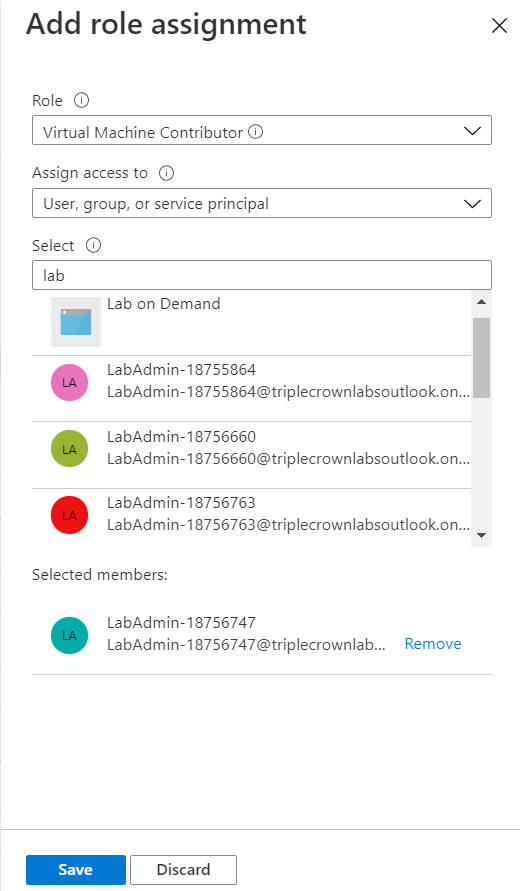 Add role assignment
Role
Virtual Machine Contributor
Assign access to
User, group, or service principal
Select
lab
Lab on Demand
LA
LabAdmin-18755864
LabAdmin-18755864@triplecrownlabsoutlook.on...
LA
LabAdmin-18756660
LabAdmin-18756660@triplecrownlabsoutlook.on...
LA
LabAdmin-18756763
LabAdmin-18756763@triplecrownlabsoutlook.on...
Selected members:
LA
LabAdmin-18756747
LabAdmin-18756747@triplecrownlab...
Remove
Save
Discard